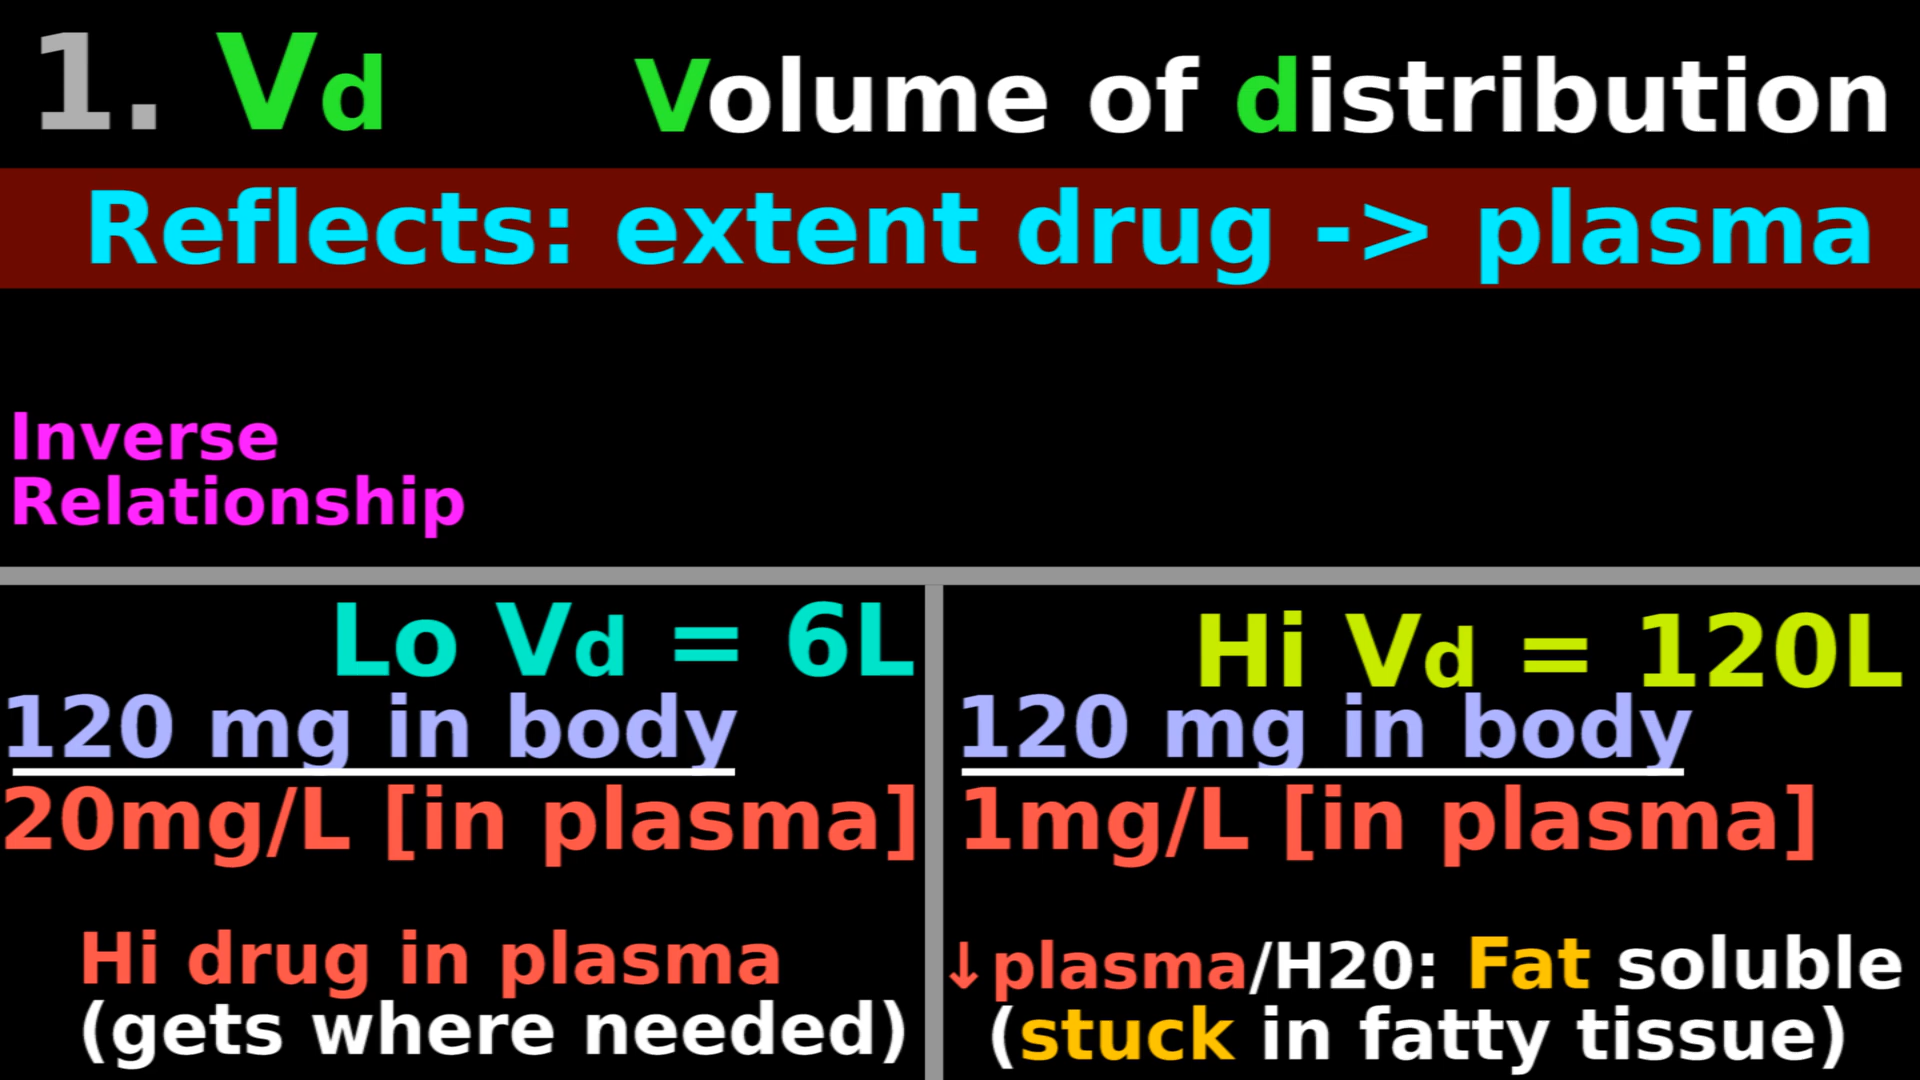 1. Vd Volume of distribution
Reflects: extent drug -> plasma
Inverse
Relationship
Lo Vd = 6L
120 mg in body
20mg/L [in plasma]
Hi drug in plasma
(gets where needed)
Hi Vd = 120L
120 mg in body
1mg/L [in plasma]
↓plasma/H20: Fat soluble
(stuck in fatty tissue)